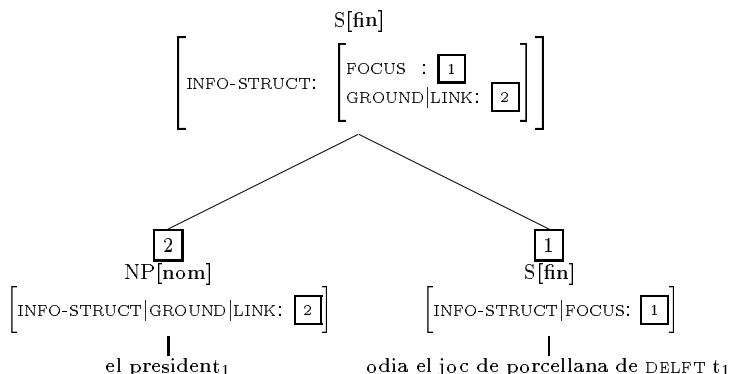 S[fin]
INFO-STRUCT: [FOCUS : 1
GROUND|LINK: 2]
2 1
NP[nom] S[fin]
[INFO-STRUCT|GROUND|LINK: 2] [INFO-STRUCT|FOCUS: 1]
el president₁ odia el joc de porcellana de DELFT t₁